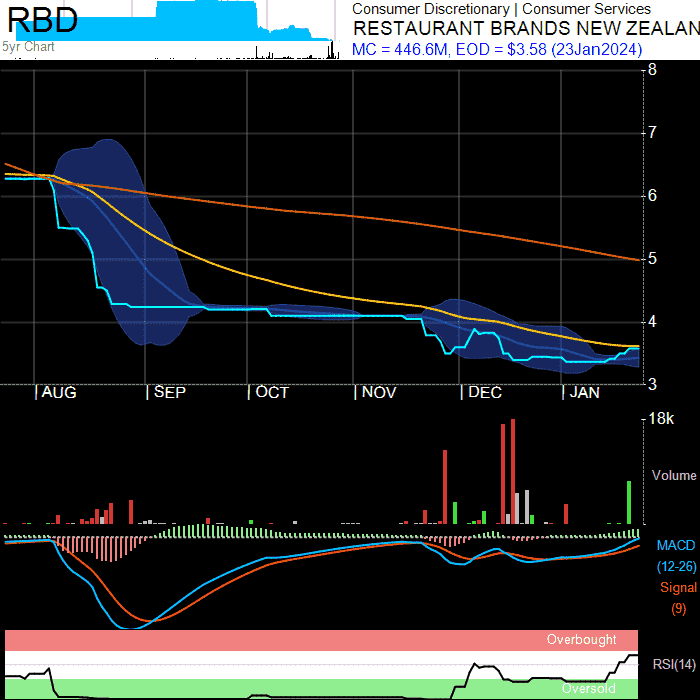 RBD
5yr Chart
Consumer Discretionary | Consumer Services
RESTAURANT BRANDS NEW ZEALAN
MC = 446.6M, EOD = $3.58 (23Jan2024)
8
7
6
5
4
3
| AUG | SEP | OCT | NOV | DEC | JAN
18k
Volume
MACD
(12-26)
Signal
(9)
Overbought
RSI(14)
Oversold